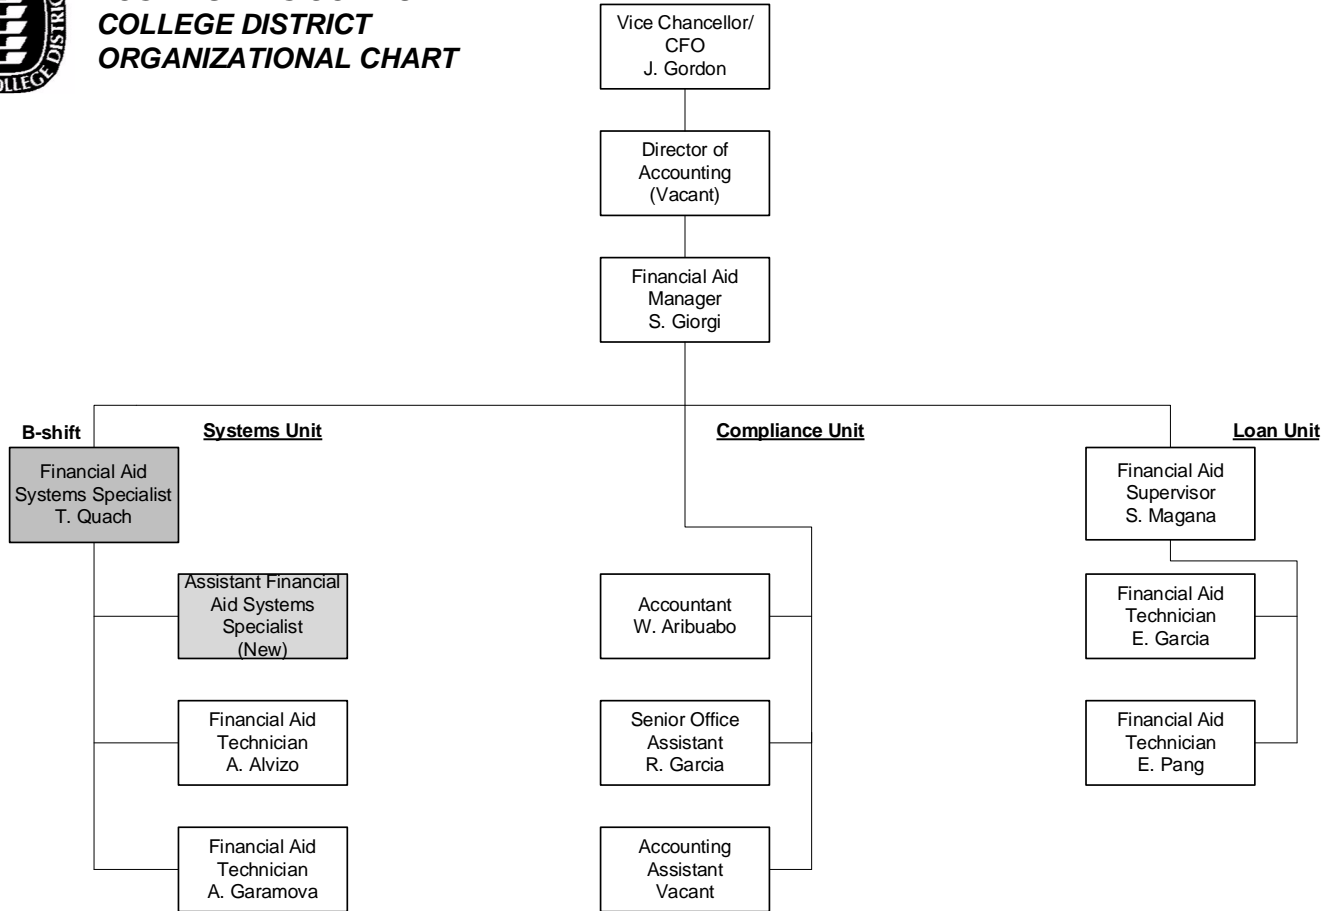 COLLEGE DISTRICT
ORGANIZATIONAL CHART
Vice Chancellor/
CFO
J. Gordon
Director of
Accounting
(Vacant)
Financial Aid
Manager
S. Giorgi
B-shift
Systems Unit
Compliance Unit
Loan Unit
Financial Aid
Systems Specialist
T. Quach
Financial Aid
Supervisor
S. Magana
Assistant Financial
Aid Systems
Specialist
(New)
Accountant
W. Aribuabo
Financial Aid
Technician
E. Garcia
Financial Aid
Technician
A. Alvizo
Senior Office
Assistant
R. Garcia
Financial Aid
Technician
E. Pang
Financial Aid
Technician
A. Garamova
Accounting
Assistant
Vacant